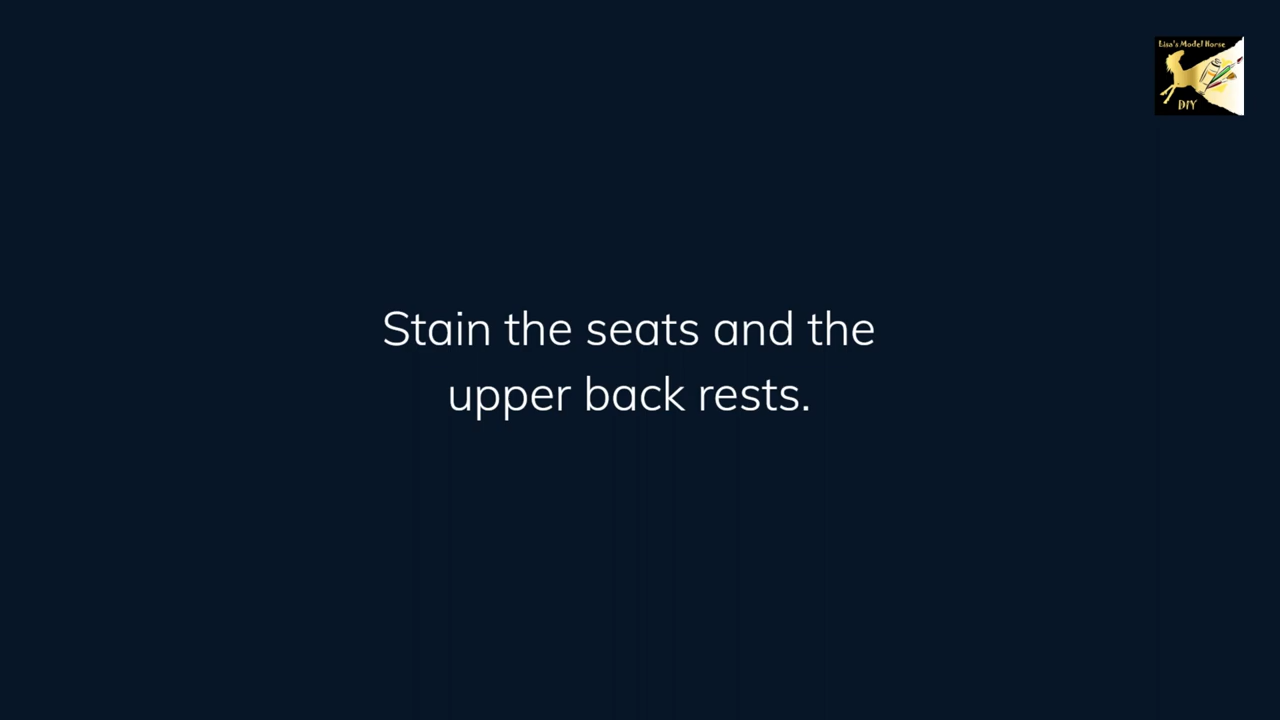 Lisa's Model Horse
DIY
Stain the seats and the
upper back rests.